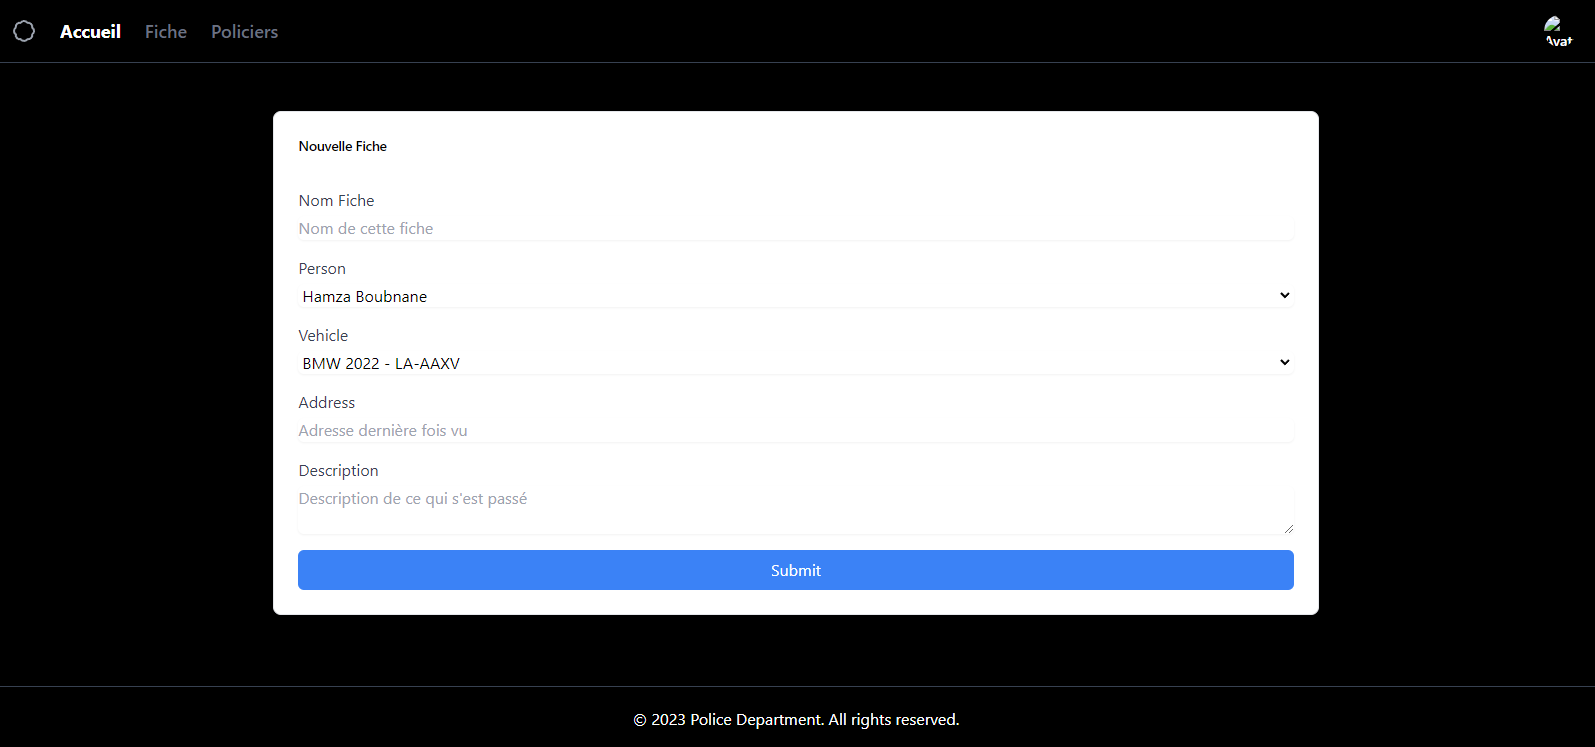 Accueil Fiche Policiers
Nouvelle Fiche
Nom Fiche
Nom de cette fiche
Person
Hamza Boubnane
Vehicle
BMW 2022 - LA-AAXV
Address
Adresse dernière fois vu
Description
Description de ce qui s'est passé
Submit
© 2023 Police Department. All rights reserved.